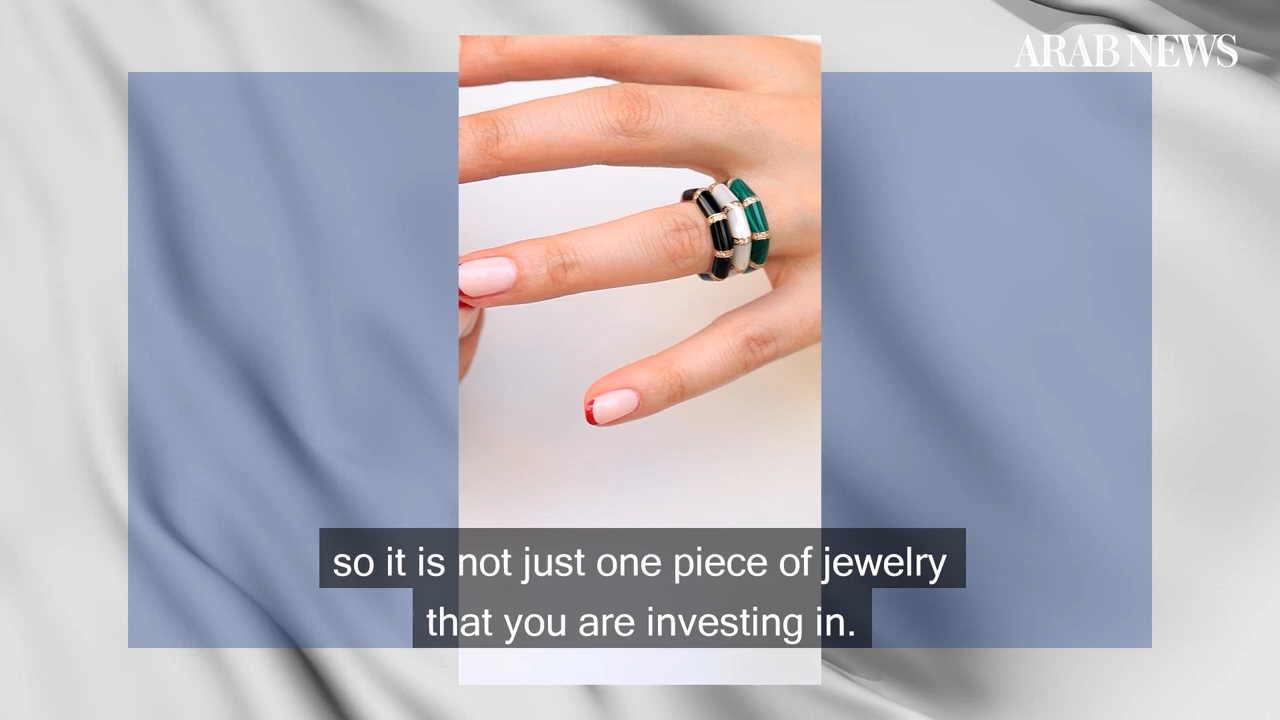 ARAB NEWS
so it is not just one piece of jewelry
that you are investing in.